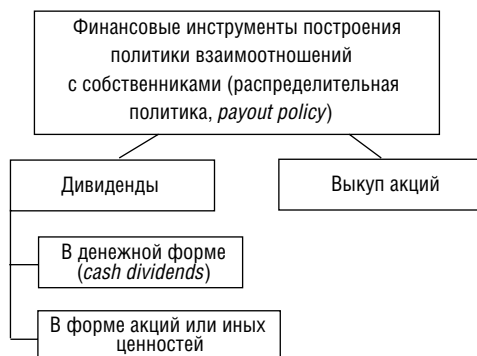 Финансовые инструменты построения
политики взаимоотношений
с собственниками (распределительная
политика, payout policy)
Дивиденды
Выкуп акций
В денежной форме
(cash dividends)
В форме акций или иных
ценностей